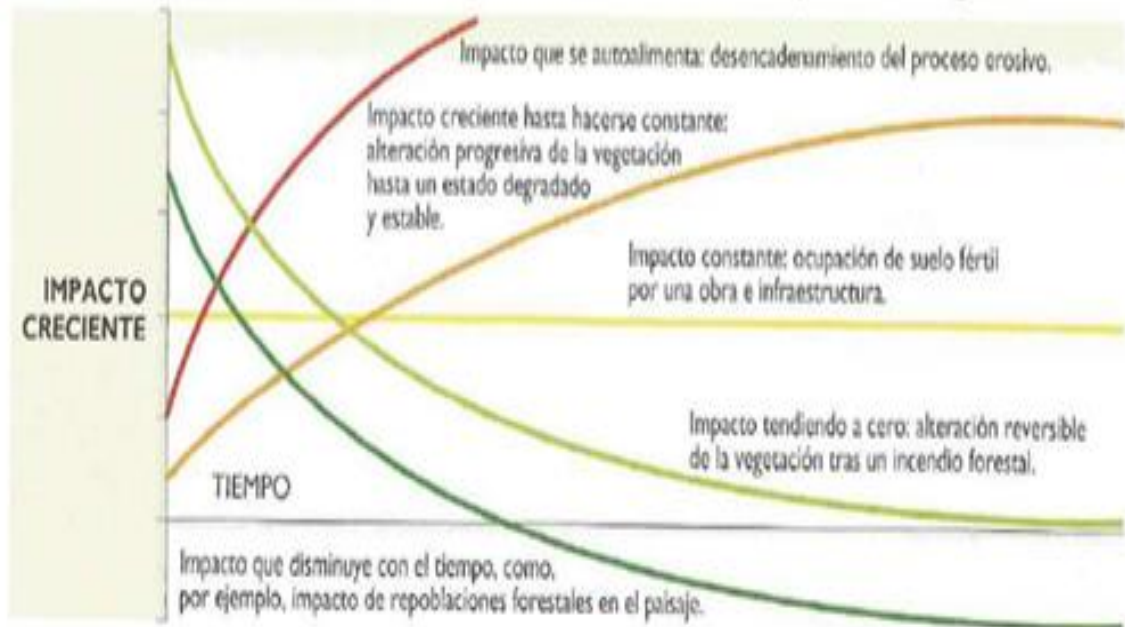 Impacto que se autoalimenta: desencadenamiento del proceso erosivo.
Impacto creciente hasta hacerse constante:
alteración progresiva de la vegetación
hasta un estado degradado
y estable.
Impacto constante: ocupación de suelo fértil
por una obra e infraestructura.
IMPACTO
CRECIENTE
Impacto tendiendo a cero: alteración reversible
de la vegetación tras un incendio forestal.
TIEMPO
Impacto que disminuye con el tiempo, como,
por ejemplo, impacto de repoblaciones forestales en el paisaje.